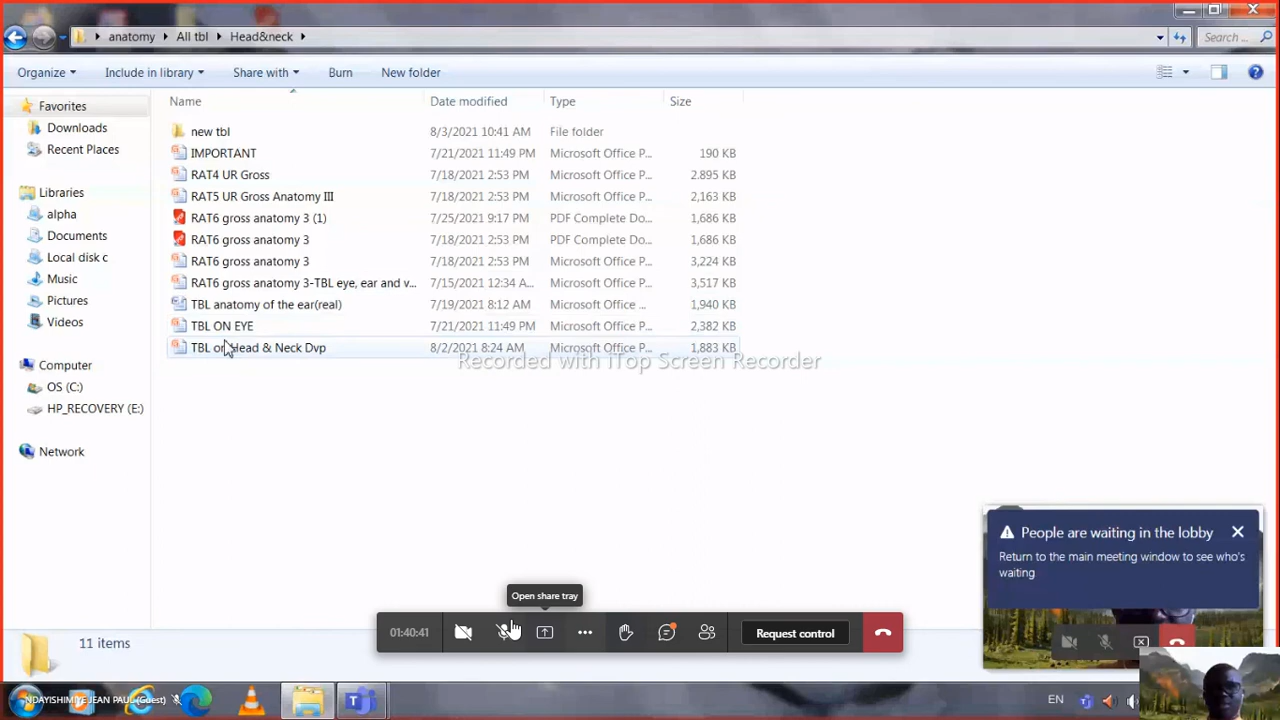 anatomy All tbl Head&neck Search...
Organize Include in library Share with Burn New folder
Name Date modified Type Size
Favorites
Downloads
Recent Places
Libraries
alpha
Documents
Local disk c
Music
Pictures
Videos
Computer
OS (C:)
HP_RECOVERY (E:)
Network
new tbl 8/3/2021 10:41 AM File folder
IMPORTANT 7/21/2021 11:49 PM Microsoft Office P... 190 KB
RAT4 UR Gross 7/18/2021 2:53 PM Microsoft Office P... 2.895 KB
RAT5 UR Gross Anatomy III 7/18/2021 2:53 PM Microsoft Office P... 2,163 KB
RAT6 gross anatomy 3 (1) 7/25/2021 9:17 PM PDF Complete Do... 1,686 KB
RAT6 gross anatomy 3 7/18/2021 2:53 PM PDF Complete Do... 1,686 KB
RAT6 gross anatomy 3 7/18/2021 2:53 PM Microsoft Office P... 3,224 KB
RAT6 gross anatomy 3-TBL eye, ear and v... 7/15/2021 12:34 A... Microsoft Office P... 3,517 KB
TBL anatomy of the ear(real) 7/19/2021 8:12 AM Microsoft Office ... 1,940 KB
TBL ON EYE 7/21/2021 11:49 PM Microsoft Office P... 2,382 KB
TBL on Head & Neck Dvp 8/2/2021 8:24 AM Microsoft Office P... 1,883 KB
Recorded with iTop Screen Recorder
People are waiting in the lobby
Return to the main meeting window to see who's
waiting
Open share tray
01:40:41 Request control
11 items
NDAYISHIMIYE JEAN PAUL (Guest) EN